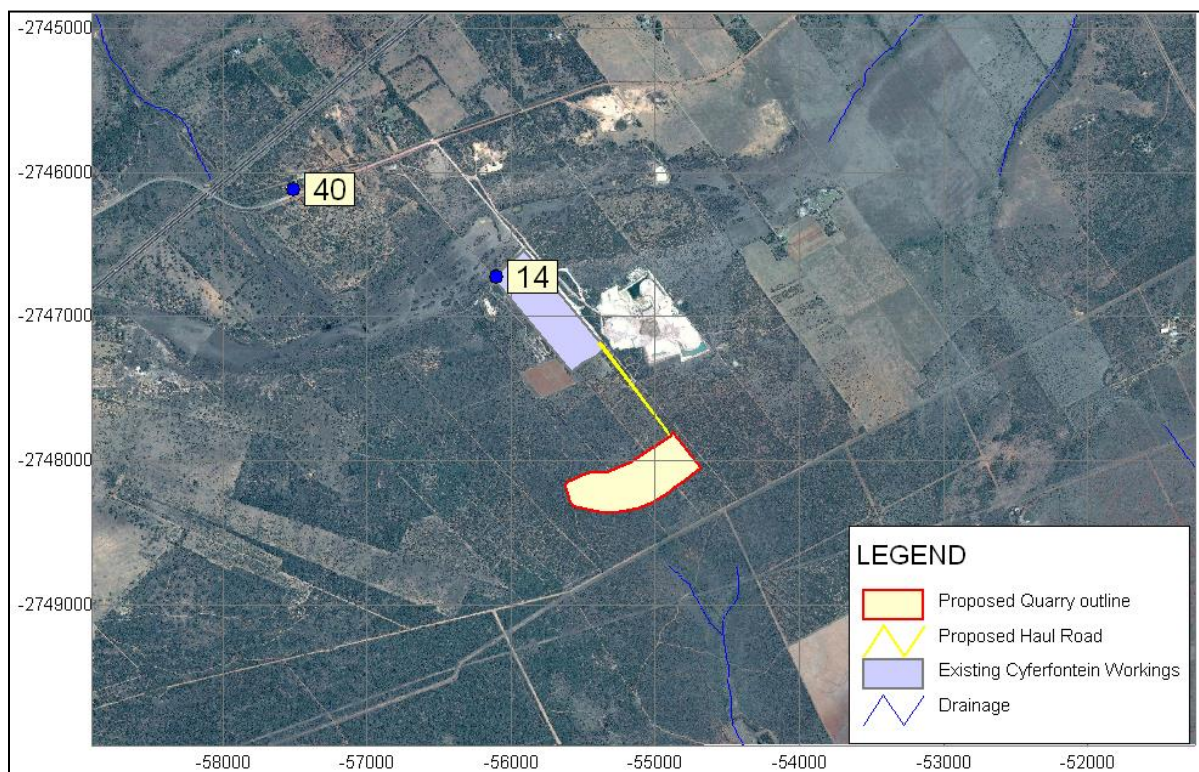 -2745000
-2746000
40
14
-2747000
-2748000
LEGEND
Proposed Quarry outline
-2749000
Proposed Haul Road
Existing Cyferfontein Workings
Drainage
-58000 -57000 -56000 -55000 -54000 -53000 -52000